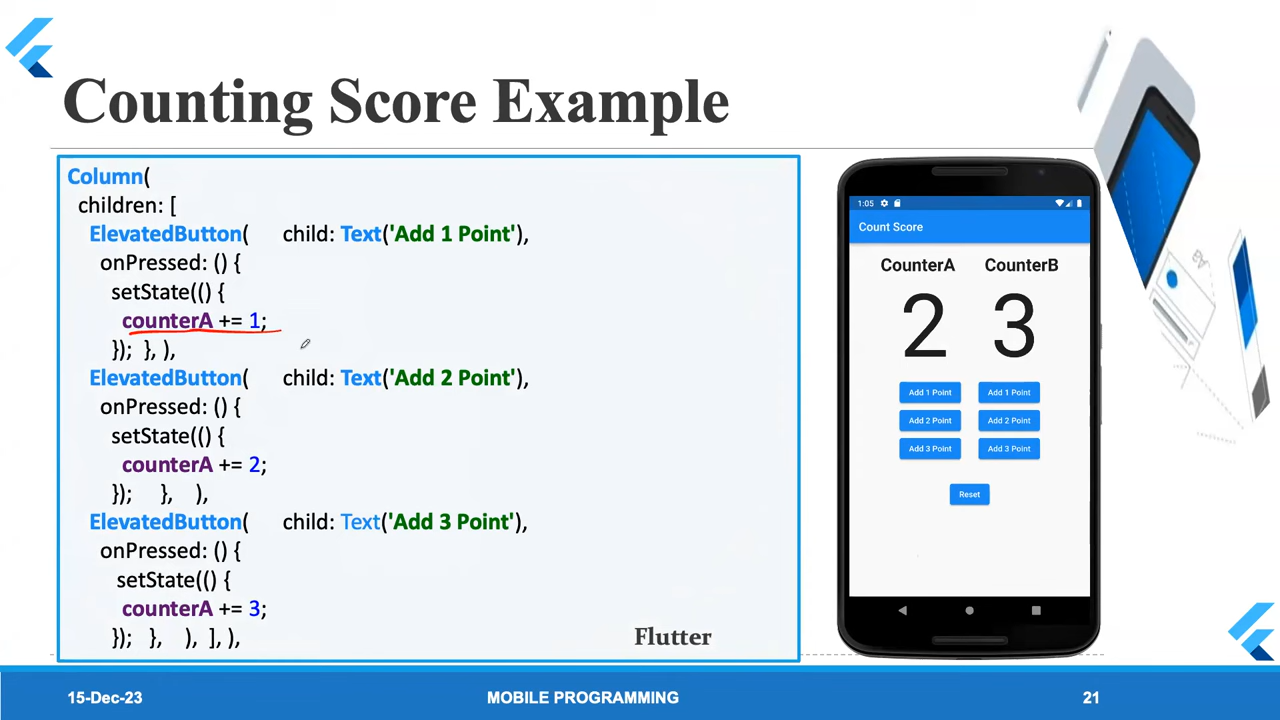 Counting Score Example
Column(
children: [
ElevatedButton( child: Text('Add 1 Point'),
onPressed: () {
setState(() {
counterA += 1;
}); }, ),
ElevatedButton( child: Text('Add 2 Point'),
onPressed: () {
setState(() {
counterA += 2;
}); }, ),
ElevatedButton( child: Text('Add 3 Point'),
onPressed: () {
setState(() {
counterA += 3;
}); }, ), ], ),
Flutter
1:05
Count Score
CounterA CounterB
2 3
Add 1 Point Add 1 Point
Add 2 Point Add 2 Point
Add 3 Point Add 3 Point
Reset
15-Dec-23 MOBILE PROGRAMMING 21